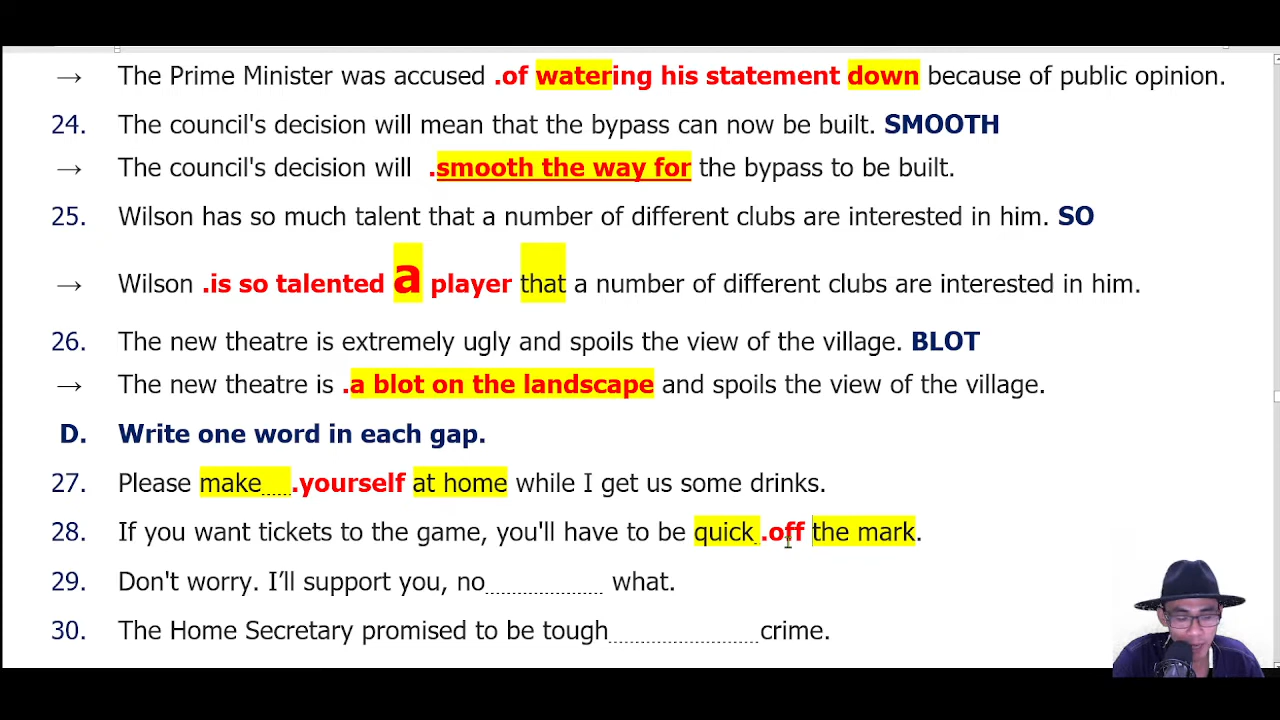 → The Prime Minister was accused .of watering his statement down because of public opinion.
24. The council's decision will mean that the bypass can now be built. SMOOTH
→ The council's decision will .smooth the way for the bypass to be built.
25. Wilson has so much talent that a number of different clubs are interested in him. SO
→ Wilson .is so talented a player that a number of different clubs are interested in him.
26. The new theatre is extremely ugly and spoils the view of the village. BLOT
→ The new theatre is .a blot on the landscape and spoils the view of the village.
D. Write one word in each gap.
27. Please make.....yourself at home while I get us some drinks.
28. If you want tickets to the game, you'll have to be quick .off the mark.
29. Don't worry. I’ll support you, no.................... what.
30. The Home Secretary promised to be tough.........................crime.